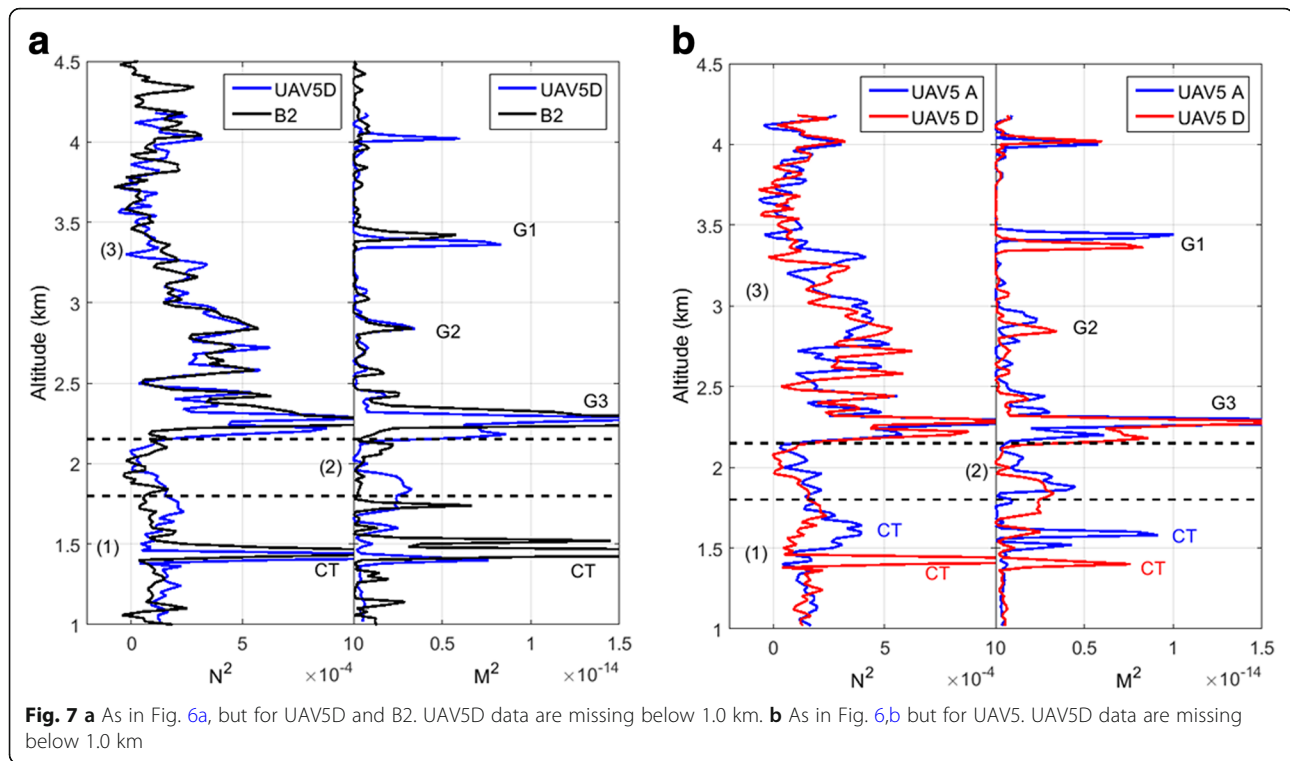 a
4.5
4
3.5
3
2.5
2
1.5
1
Altitude (km)
UAV5D
B2
UAV5D
B2
G1
(3)
G2
G3
(2)
(1)
CT
CT
0 5 10 0.5 1 1.5
N² ×10⁻⁴ M² ×10⁻¹⁴
b
4.5
4
3.5
3
2.5
2
1.5
1
Altitude (km)
UAV5 A
UAV5 D
UAV5 A
UAV5 D
G1
(3)
G2
G3
(2)
CT
CT
(1)
CT
CT
0 5 10 0.5 1 1.5
N² ×10⁻⁴ M² ×10⁻¹⁴
Fig. 7 a As in Fig. 6a, but for UAV5D and B2. UAV5D data are missing below 1.0 km. b As in Fig. 6,b but for UAV5. UAV5D data are missing
below 1.0 km